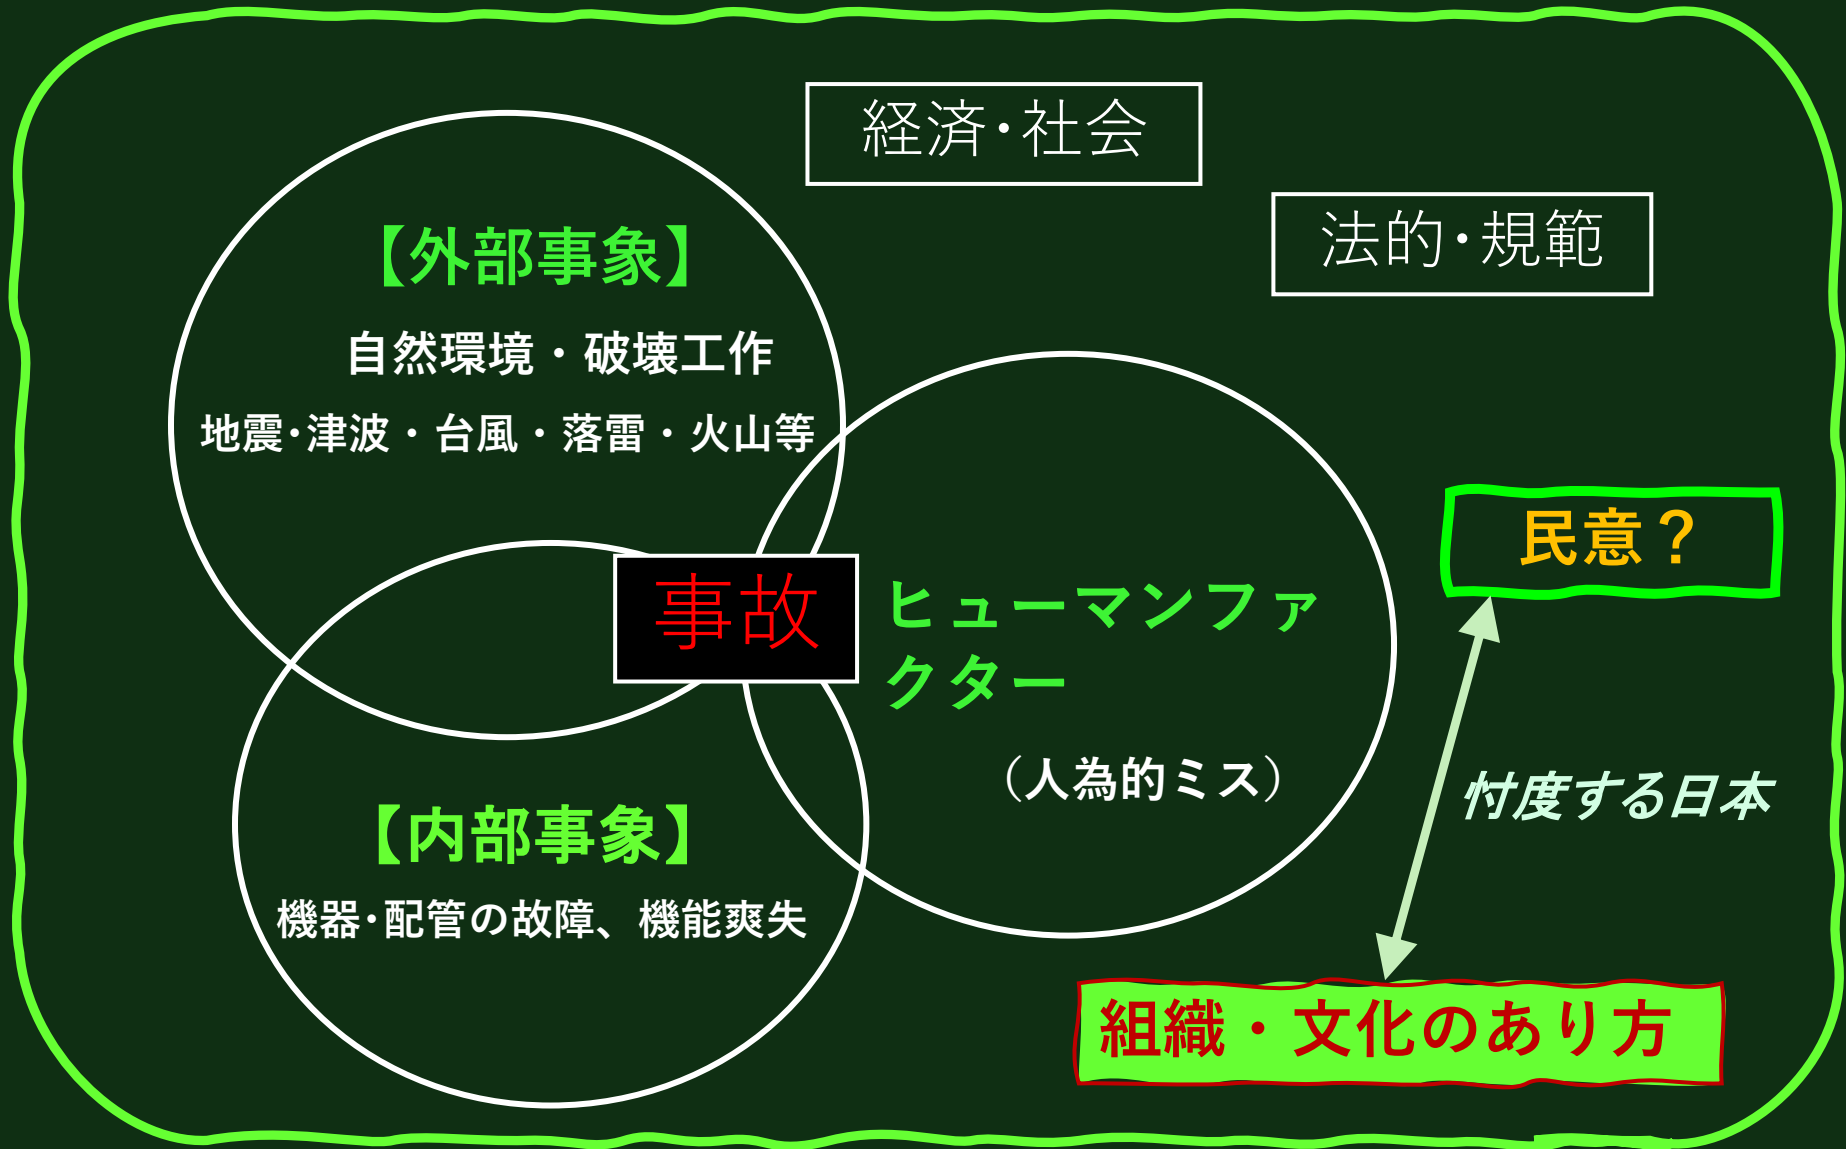 経済･社会
法的･規範
【外部事象】
自然環境・破壊工作
地震･津波・台風・落雷・火山等
民意？
事故
ヒューマンファ
クター
（人為的ミス）
忖度する日本
【内部事象】
機器･配管の故障、機能爽失
組織・文化のあり方